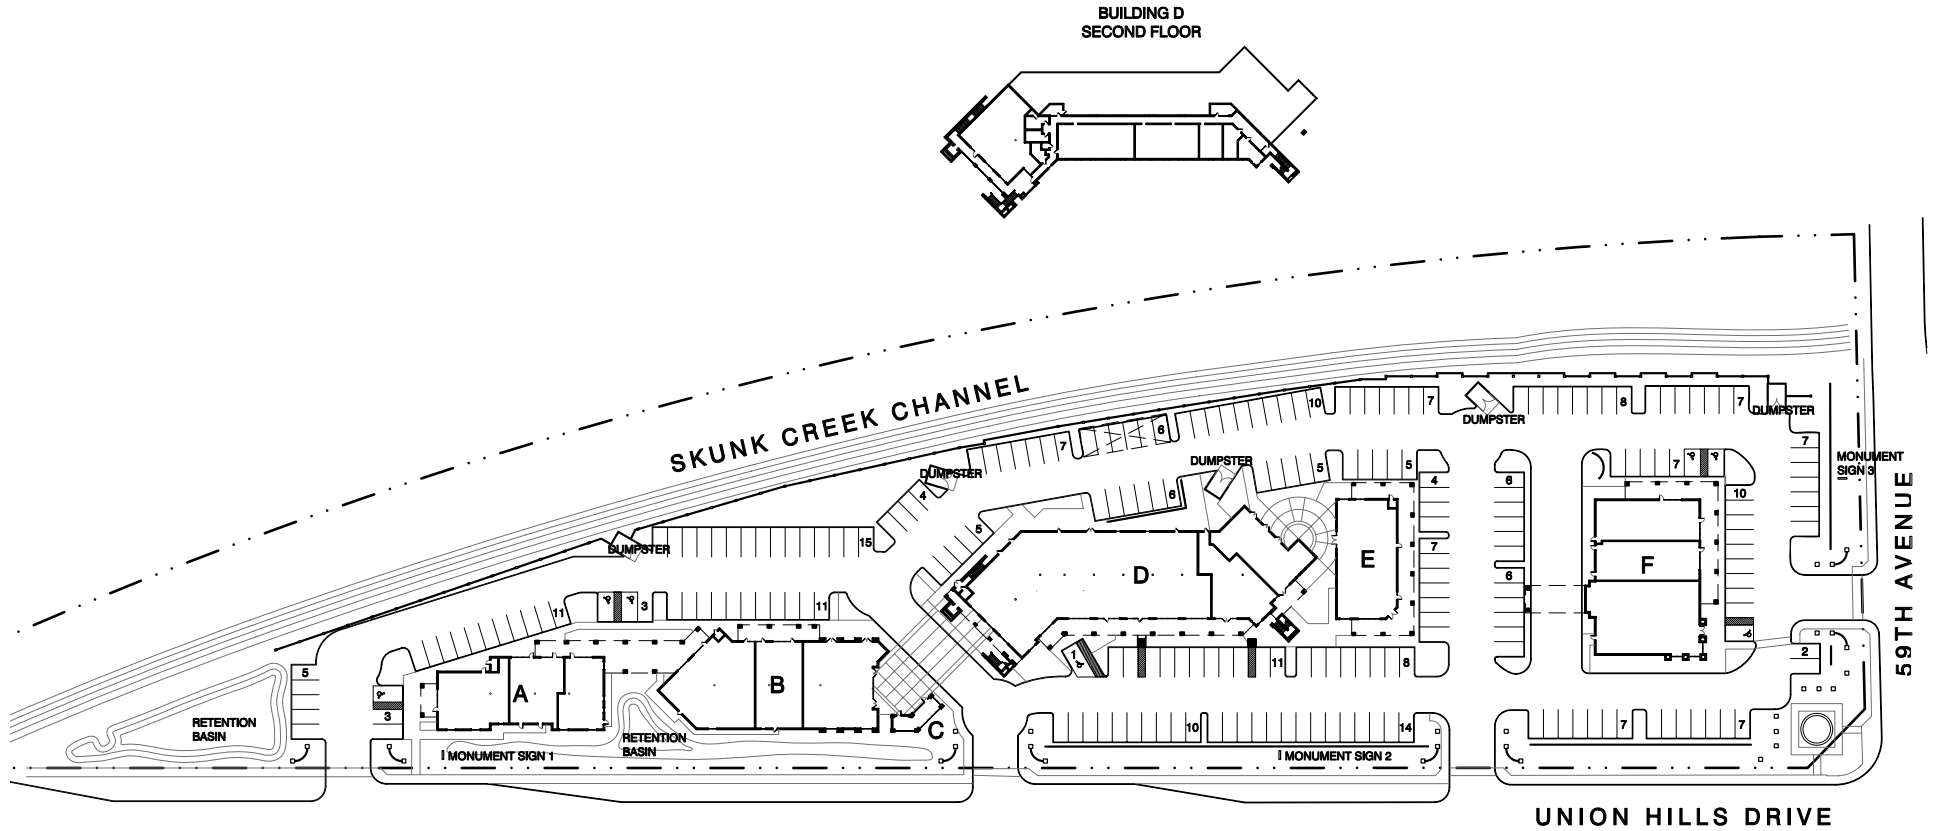 BUILDING D
SECOND FLOOR
SKUNK CREEK CHANNEL
10
7
8
7
DUMPSTER
DUMPSTER
6
7
7
MONUMENT
SIGN 3
DUMPSTER
DUMPSTER
5
5
7
4
6
10
4
6
5
15
DUMPSTER
7
6
D
E
F
59TH AVENUE
11
3
11
1
11
8
2
5
3
A
B
C
RETENTION
BASIN
RETENTION
BASIN
10
14
7
7
MONUMENT SIGN 1
MONUMENT SIGN 2
UNION HILLS DRIVE